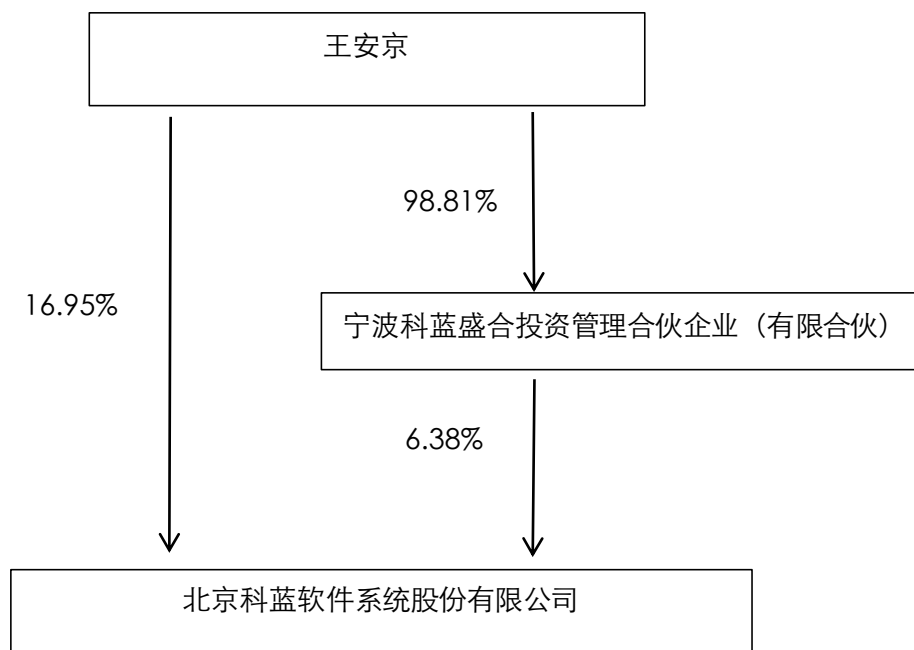 王安京
98.81%
16.95%
宁波科蓝盛合投资管理合伙企业（有限合伙）
6.38%
北京科蓝软件系统股份有限公司